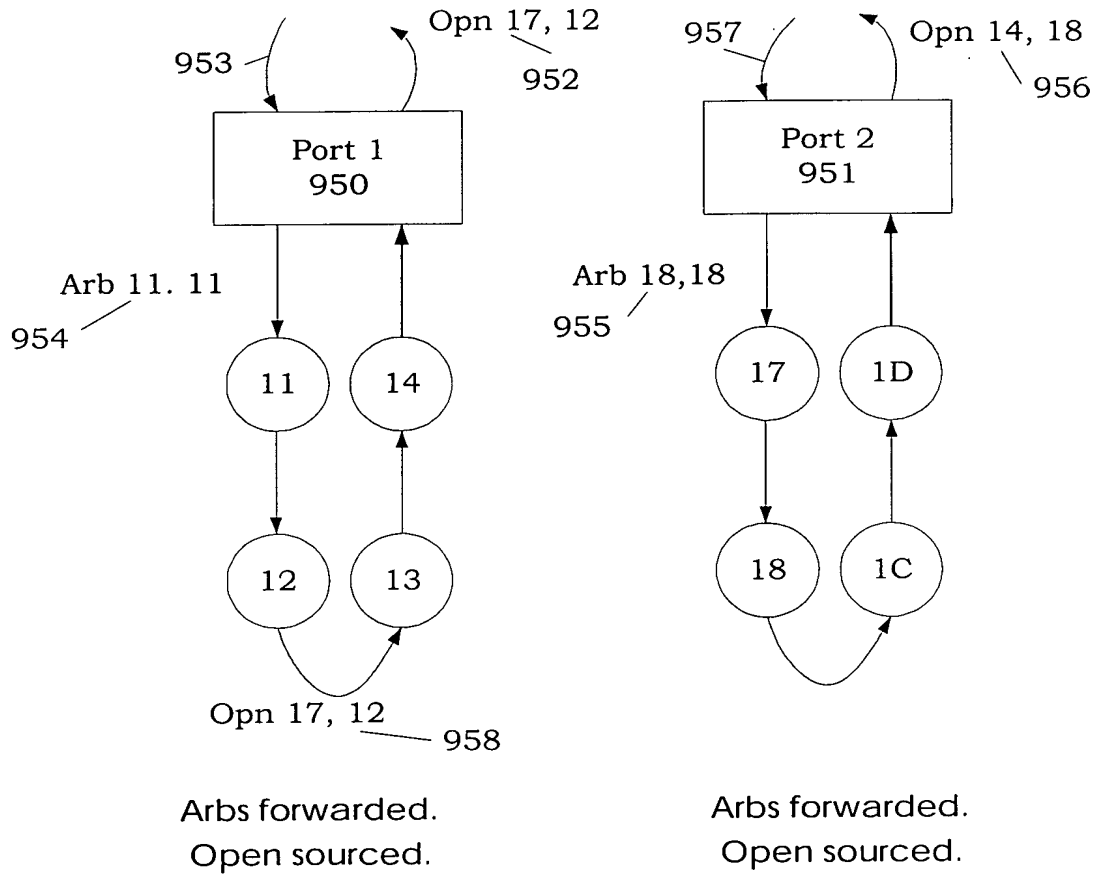 Opn 17, 12
952
953
Port 1
950
Arb 11. 11
954
11
14
12
13
Opn 17, 12
958
Arbs forwarded.
Open sourced.
957
Opn 14, 18
956
Port 2
951
Arb 18,18
955
17
1D
18
1C
Arbs forwarded.
Open sourced.